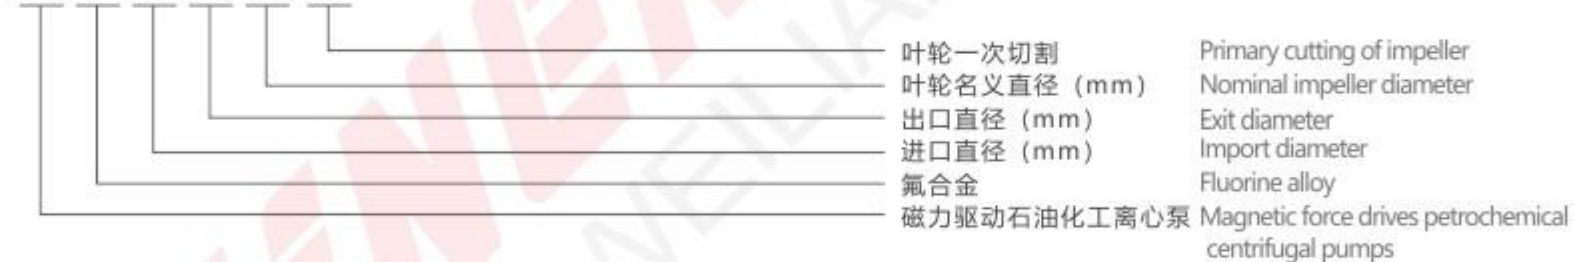 叶轮一次切割 Primary cutting of impeller
叶轮名义直径 (mm) Nominal impeller diameter
出口直径 (mm) Exit diameter
进口直径 (mm) Import diameter
氟合金 Fluorine alloy
磁力驱动石油化工离心泵 Magnetic force drives petrochemical
centrifugal pumps